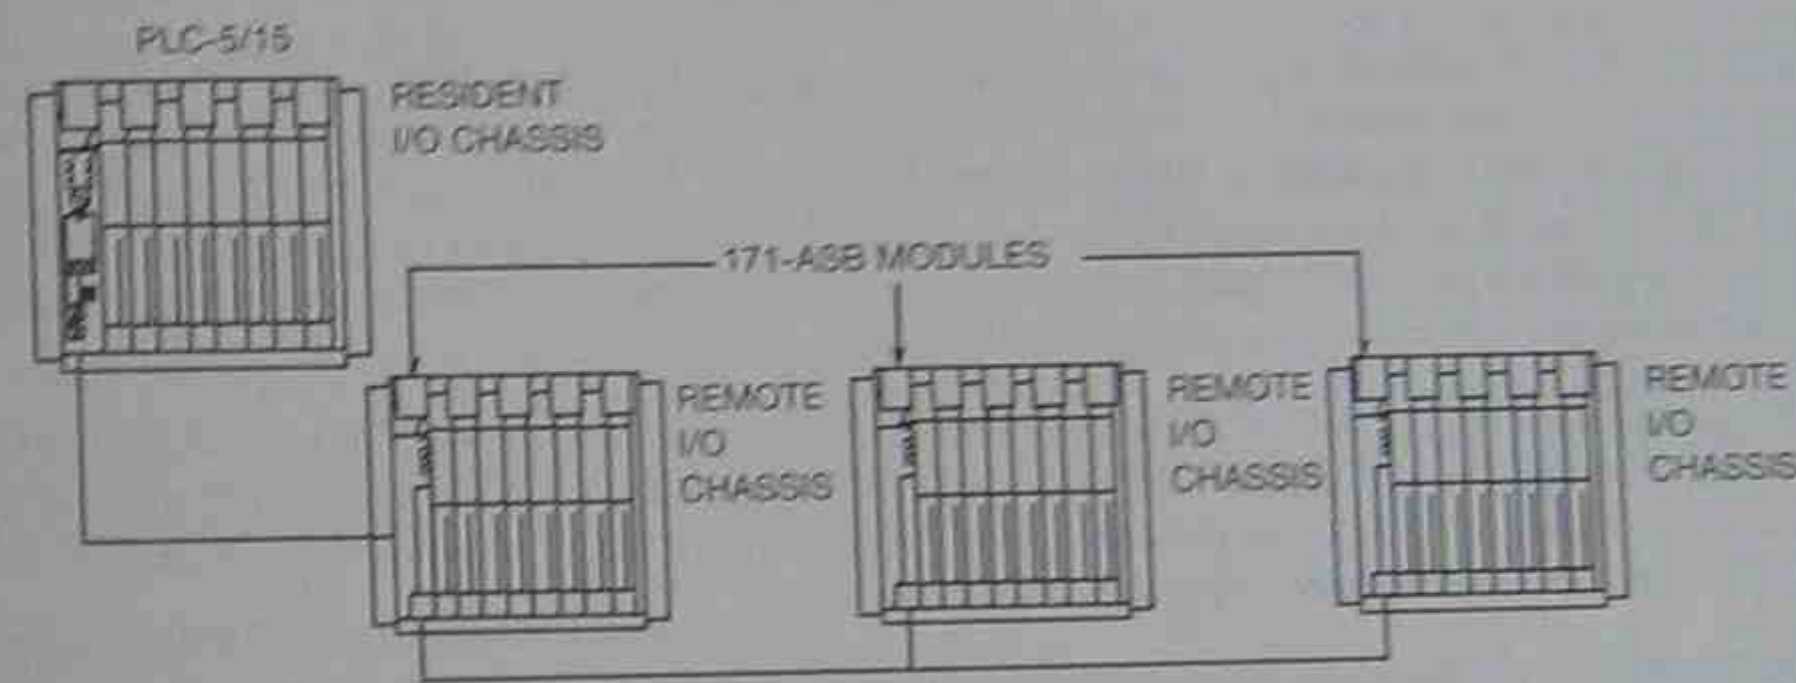 PLC-5/15
RESIDENT
I/O CHASSIS
171-ASB MODULES
REMOTE
I/O
CHASSIS
REMOTE
I/O
CHASSIS
REMOTE
I/O
CHASSIS